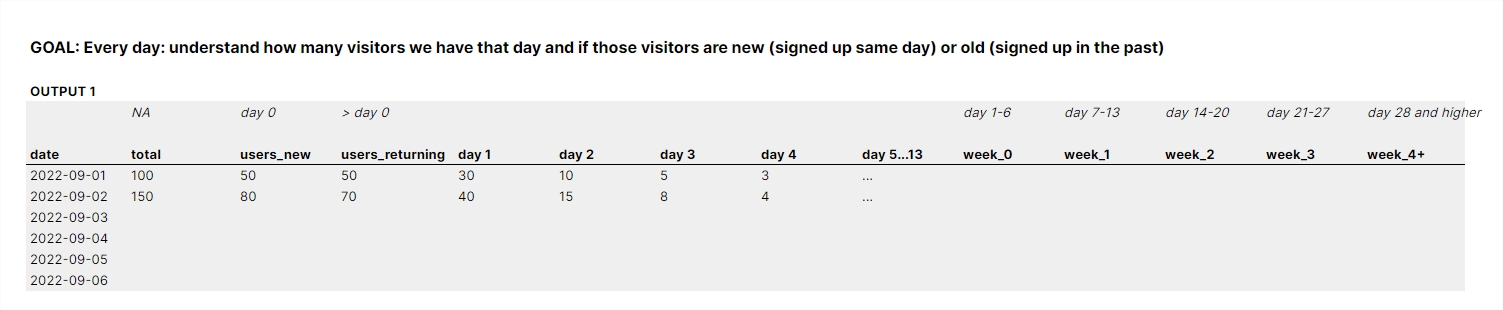 GOAL: Every day: understand how many visitors we have that day and if those visitors are new (signed up same day) or old (signed up in the past)
OUTPUT 1
NA day 0 > day 0 day 1-6 day 7-13 day 14-20 day 21-27 day 28 and higher
date total users_new users_returning day 1 day 2 day 3 day 4 day 5...13 week_0 week_1 week_2 week_3 week_4+
2022-09-01 100 50 50 30 10 5 3 ...
2022-09-02 150 80 70 40 15 8 4 ...
2022-09-03
2022-09-04
2022-09-05
2022-09-06